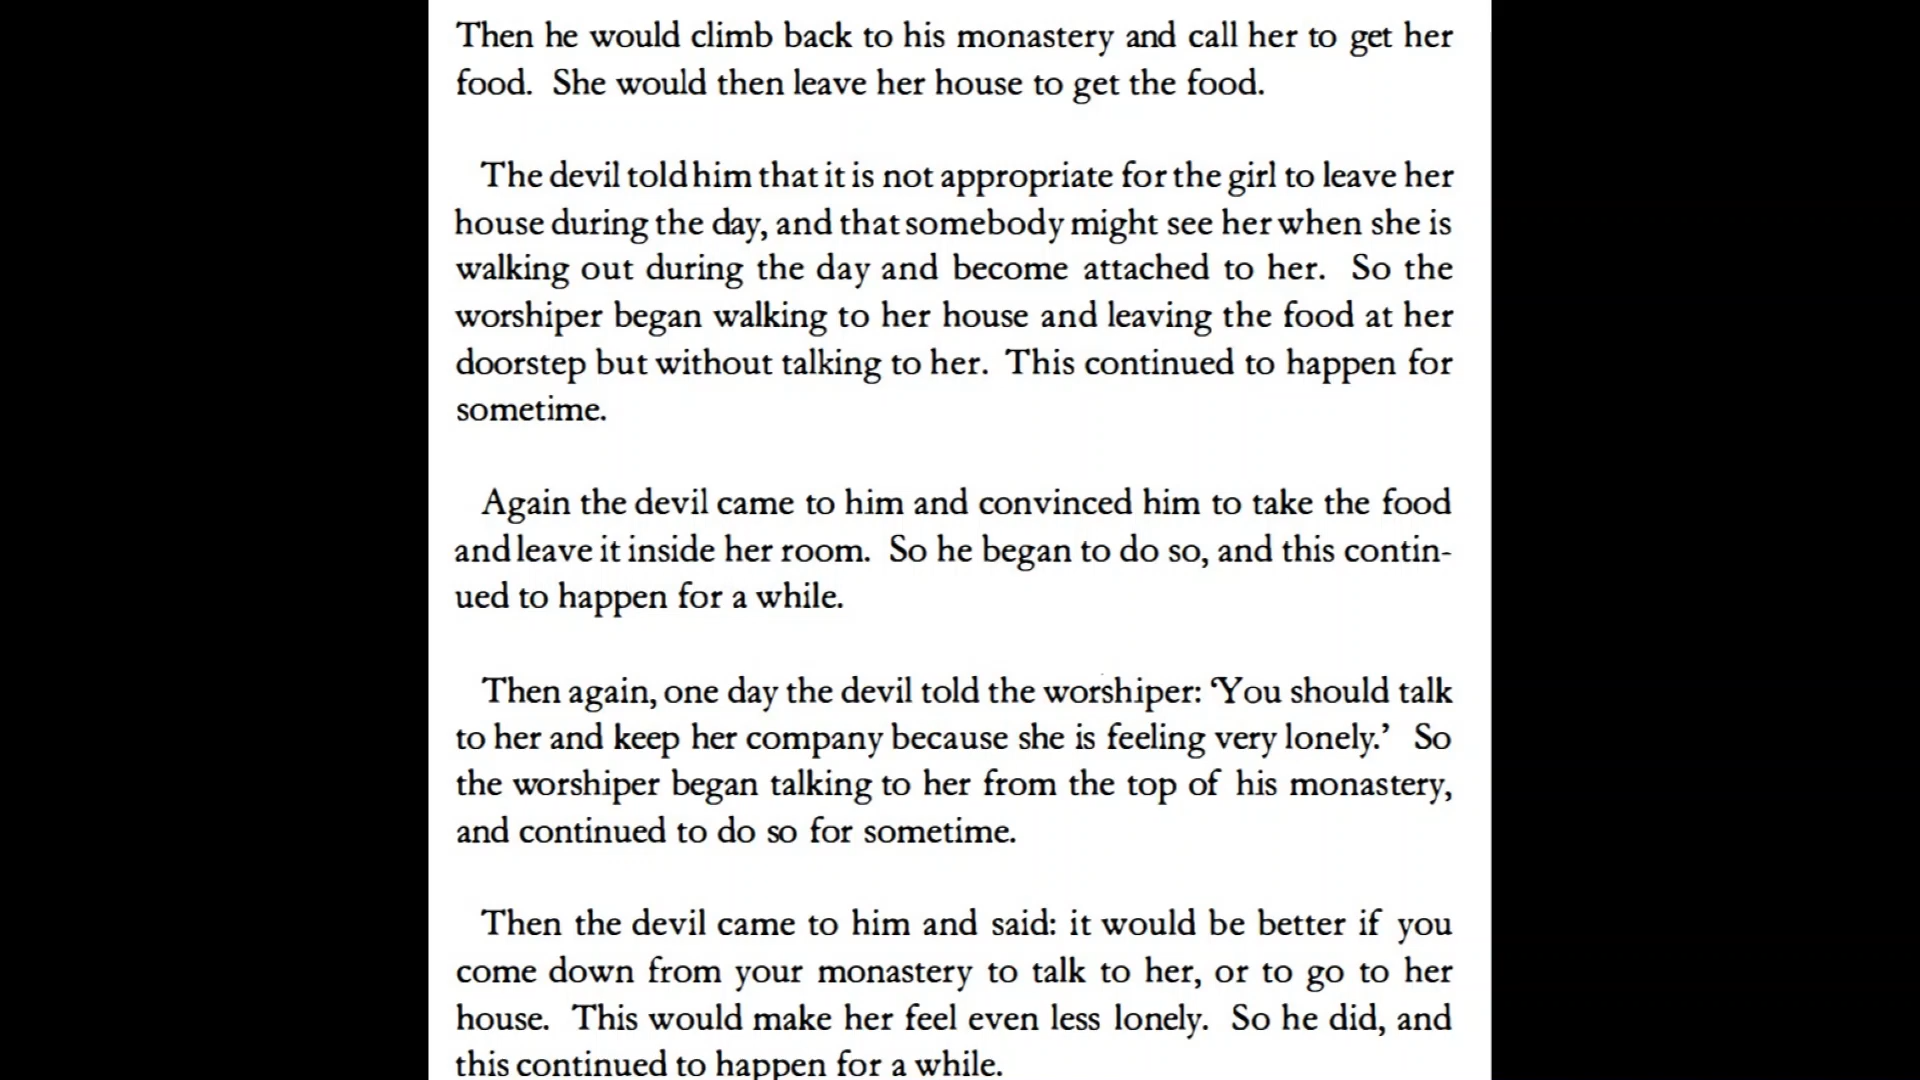 Then he would climb back to his monastery and call her to get her
food. She would then leave her house to get the food.
The devil told him that it is not appropriate for the girl to leave her
house during the day, and that somebody might see her when she is
walking out during the day and become attached to her. So the
worshiper began walking to her house and leaving the food at her
doorstep but without talking to her. This continued to happen for
sometime.
Again the devil came to him and convinced him to take the food
and leave it inside her room. So he began to do so, and this contin-
ued to happen for a while.
Then again, one day the devil told the worshiper: ‘You should talk
to her and keep her company because she is feeling very lonely.’ So
the worshiper began talking to her from the top of his monastery,
and continued to do so for sometime.
Then the devil came to him and said: it would be better if you
come down from your monastery to talk to her, or to go to her
house. This would make her feel even less lonely. So he did, and
this continued to happen for a while.